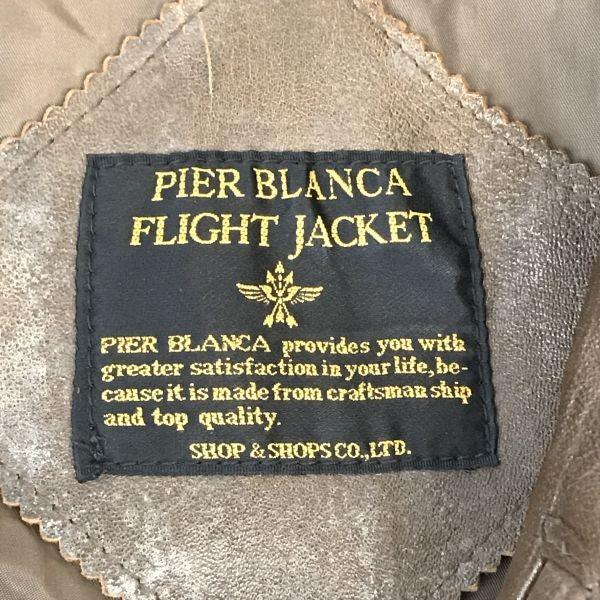 PIER BLANCA
FLIGHT JACKET
PIER BLANCA provides you with
greater satisfaction in your life, be-
cause it is made from craftsman ship
and top quality.
SHOP & SHOPS CO., LTD.